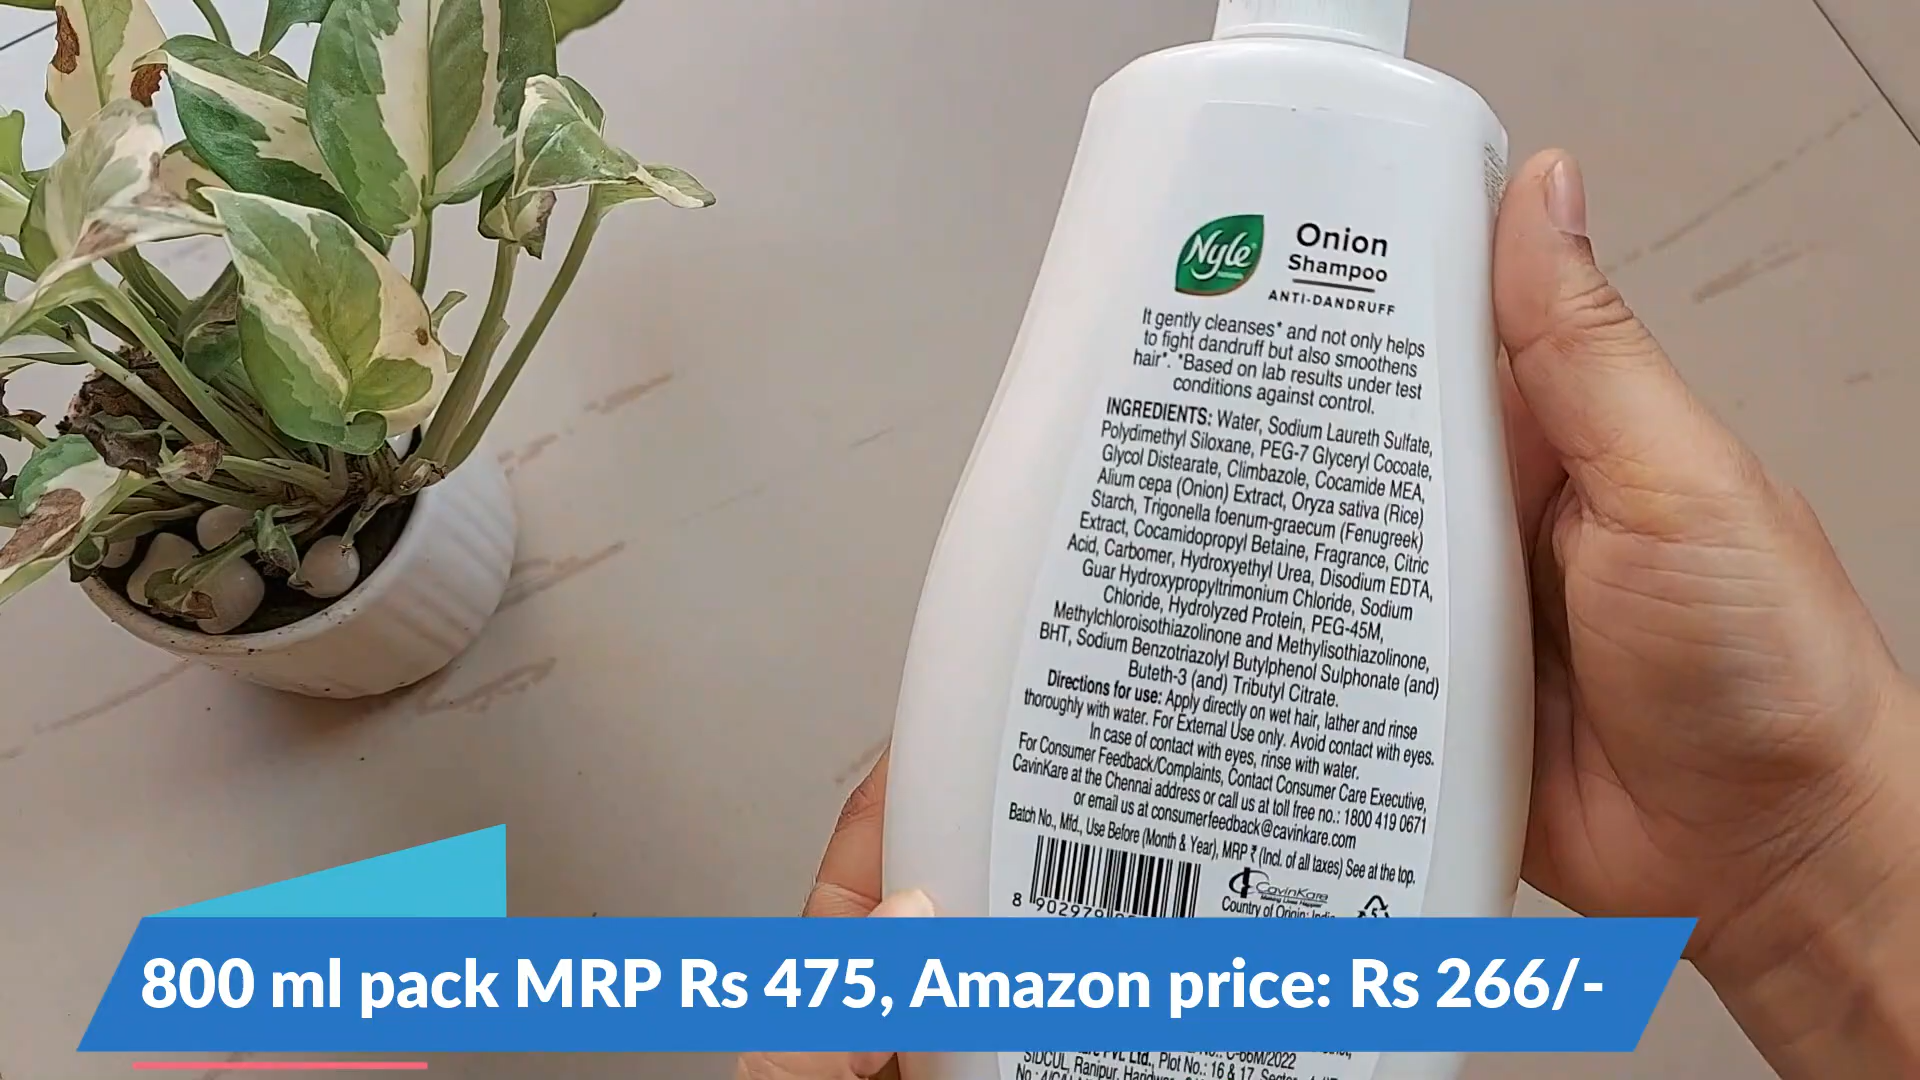 Nyle
Onion
Shampoo
ANTI-DANDRUFF
It gently cleanses* and not only helps
to fight dandruff but also smoothens
hair*. *Based on lab results under test
conditions against control.
INGREDIENTS: Water, Sodium Laureth Sulfate,
Polydimethyl Siloxane, PEG-7 Glyceryl Cocoate,
Glycol Distearate, Climbazole, Cocamide MEA,
Alium cepa (Onion) Extract, Oryza sativa (Rice)
Starch, Trigonella foenum-graecum (Fenugreek)
Extract, Cocamidopropyl Betaine, Fragrance, Citric
Acid, Carbomer, Hydroxyethyl Urea, Disodium EDTA,
Guar Hydroxypropyltrimonium Chloride, Sodium
Chloride, Hydrolyzed Protein, PEG-45M,
Methylchloroisothiazolinone and Methylisothiazolinone,
BHT, Sodium Benzotriazolyl Butylphenol Sulphonate (and)
Buteth-3 (and) Tributyl Citrate.
Directions for use: Apply directly on wet hair, lather and rinse
thoroughly with water. For External Use only. Avoid contact with eyes.
In case of contact with eyes, rinse with water.
For Consumer Feedback/Complaints, Contact Consumer Care Executive,
CavinKare at the Chennai address or call us at toll free no.: 1800 419 0671
or email us at consumerfeedback@cavinkare.com
Batch No., Mfd., Use Before (Month & Year), MRP ₹ (Incl. of all taxes) See at the top.
CavinKare
8 902979
Country of Origin:
5
800 ml pack MRP Rs 475, Amazon price: Rs 266/-
Pvt Ltd., Plot No.: 16 & 17,
SIDCUL, Ranipur,